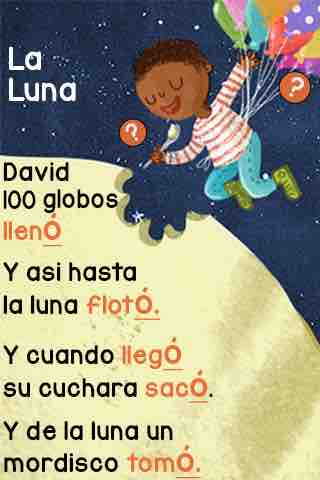 La
Luna
?
?
David
100 globos
llenÓ
Y asi hasta
la luna flotÓ.
Y cuando llegÓ
su cuchara sacÓ.
Y de la luna un
mordisco tomÓ.